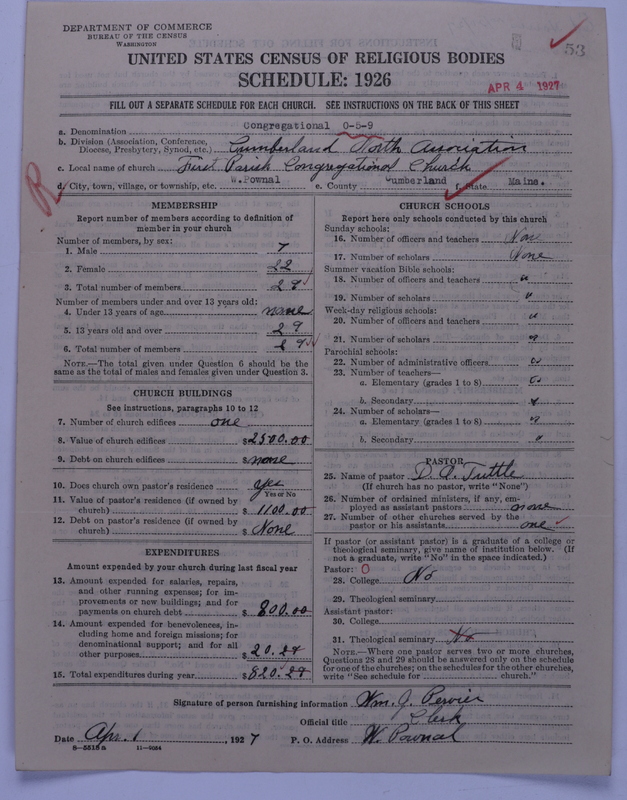 DEPARTMENT OF COMMERCE
BUREAU OF THE CENSUS
WASHINGTON
53
UNITED STATES CENSUS OF RELIGIOUS BODIES
SCHEDULE: 1926
APR 4 1927
FILL OUT A SEPARATE SCHEDULE FOR EACH CHURCH. SEE INSTRUCTIONS ON THE BACK OF THIS SHEET
a. Denomination Congregational 0-5-9
b. Division (Association, Conference, Diocese, Presbytery, Synod, etc.) Cumberland North Association
c. Local name of church First Parish Congregational Church
d. City, town, village, or township, etc. W. Pownal e. County Cumberland f. State Maine.
R
MEMBERSHIP
Report number of members according to definition of
member in your church
Number of members, by sex:
1. Male 7
2. Female 22
3. Total number of members 29
Number of members under and over 13 years old:
4. Under 13 years of age none
5. 13 years old and over 29
6. Total number of members 29
NOTE.—The total given under Question 6 should be
same as the total of males and females given under Question 3.
CHURCH BUILDINGS
See instructions, paragraphs 10 to 12
7. Number of church edifices one
8. Value of church edifices $2500.00
9. Debt on church edifices $none
10. Does church own pastor's residence? yes
Yes or No
11. Value of pastor's residence (if owned by
church) $1100.00
12. Debt on pastor's residence (if owned by
church) $None
EXPENDITURES
Amount expended by your church during last fiscal year
13. Amount expended for salaries, repairs,
and other running expenses; for im-
provements or new buildings; and for
payments on church debt $800.00
14. Amount expended for benevolences, in-
cluding home and foreign missions; for
denominational support; and for all
other purposes $20.28
15. Total expenditures during year $820.28
CHURCH SCHOOLS
Report here only schools conducted by this church
Sunday schools:
16. Number of officers and teachers None
17. Number of scholars None
Summer vacation Bible schools:
18. Number of officers and teachers "
19. Number of scholars "
Week-day religious schools:
20. Number of officers and teachers "
21. Number of scholars "
Parochial schools:
22. Number of administrative officers "
23. Number of teachers—
a. Elementary (grades 1 to 8) "
b. Secondary "
24. Number of scholars—
a. Elementary (grades 1 to 8) "
b. Secondary "
PASTOR
25. Name of pastor D. Q. Tuttle
(If church has no pastor, write "None")
26. Number of ordained ministers, if any, em-
ployed as assistant pastors none
27. Number of other churches served by the
pastor or his assistants one
If pastor (or assistant pastor) is a graduate of a college or
theological seminary, give name of institution below. (If
not a graduate, write "No" in the space indicated.)
Pastor: 0
28. College No
29. Theological seminary
Assistant pastor:
30. College
31. Theological seminary No
NOTE.—Where one pastor serves two or more churches,
Questions 28 and 29 should be answered only on the schedule
for one of the churches; on the schedules for the other churches,
write "See schedule for church."
Signature of person furnishing information Wm. J. Pervier
Official title Clerk
Date Apr. 1, 1927 P. O. Address W. Pownal
8—5515a 11—9084